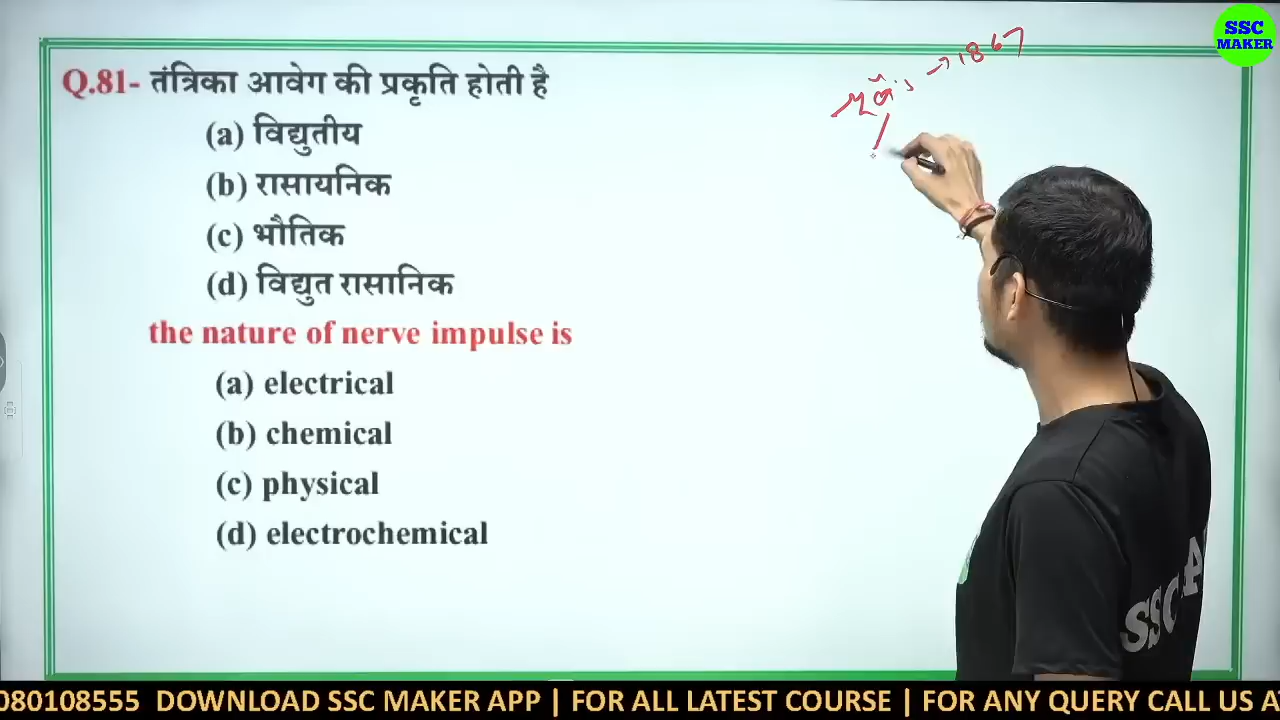 SSC
MAKER
1867
Q.81- तंत्रिका आवेग की प्रकृति होती है
(a) विद्युतीय
(b) रासायनिक
(c) भौतिक
(d) विद्युत रासानिक
the nature of nerve impulse is
(a) electrical
(b) chemical
(c) physical
(d) electrochemical
080108555 DOWNLOAD SSC MAKER APP | FOR ALL LATEST COURSE | FOR ANY QUERY CALL US A